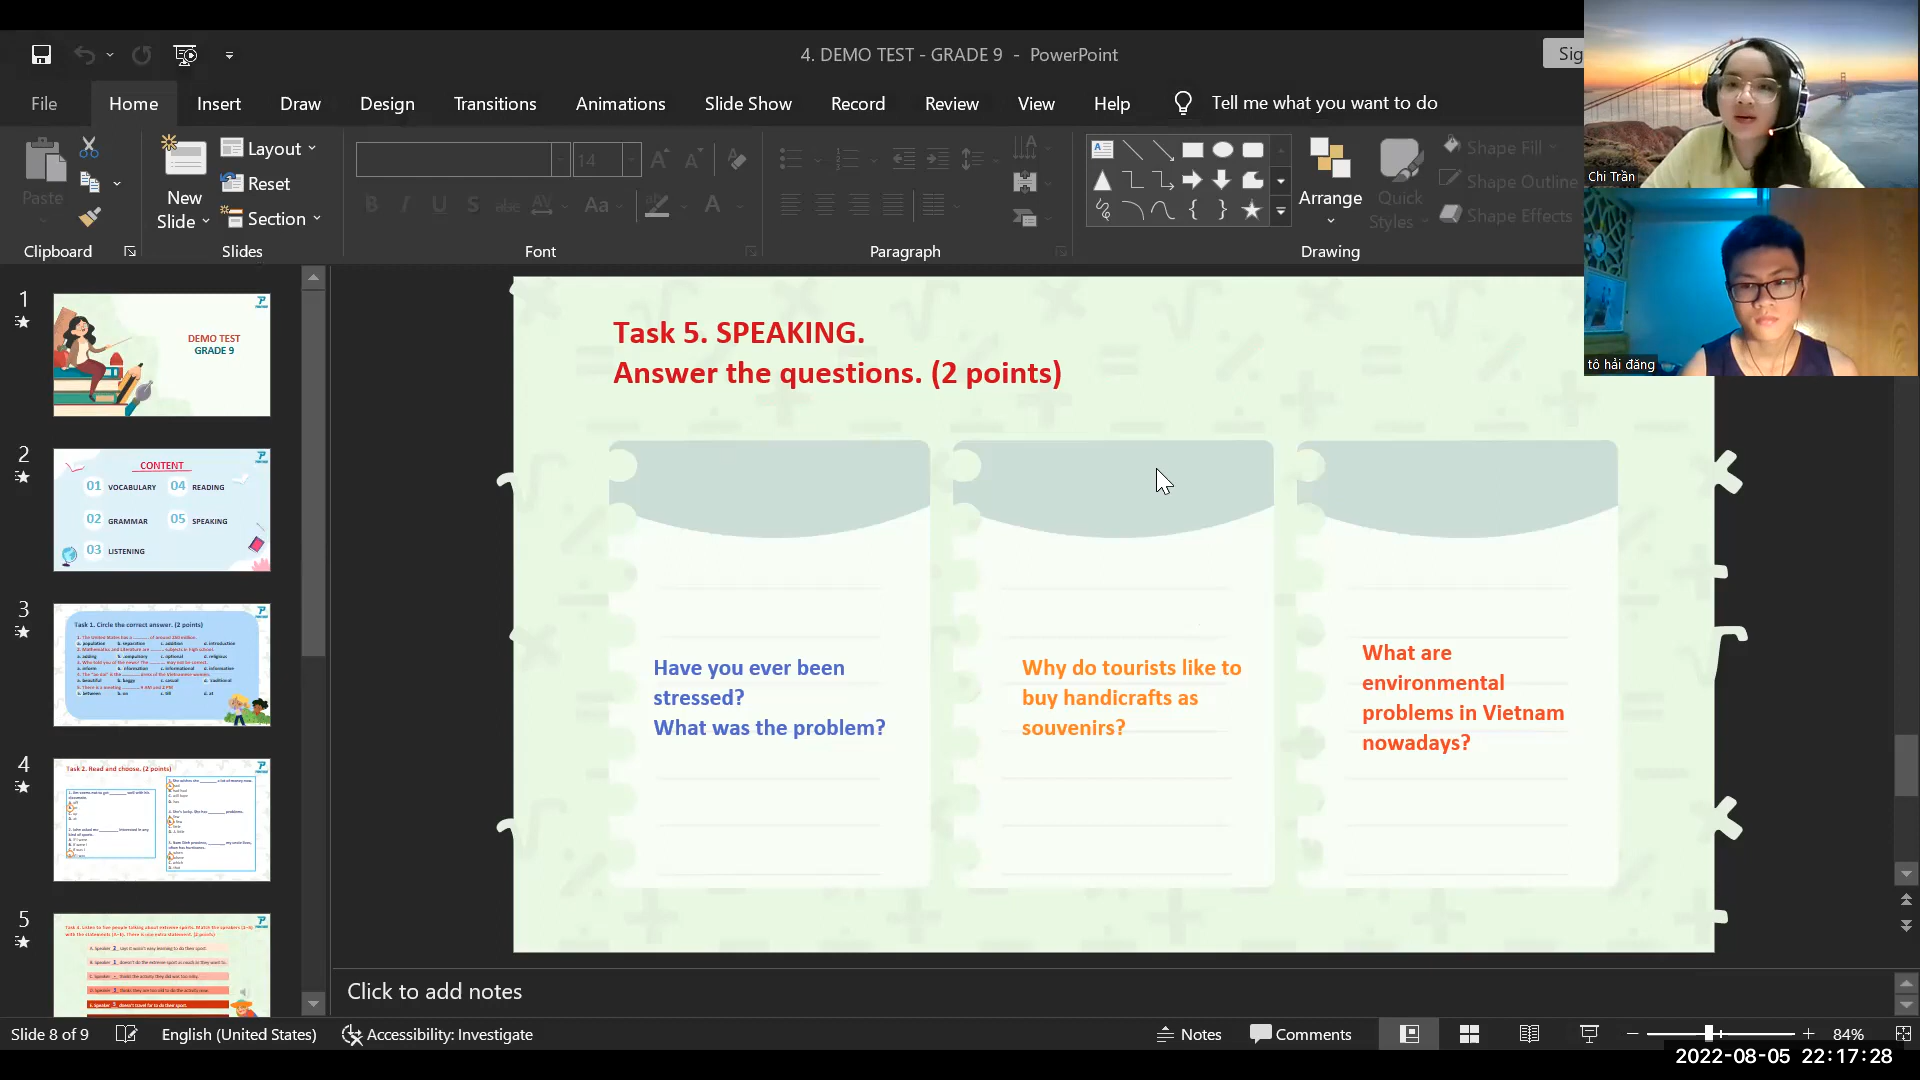 4. DEMO TEST - GRADE 9 - PowerPoint
Sig
File Home Insert Draw Design Transitions Animations Slide Show Record Review View Help Tell me what you want to do
Paste
New
Slide
Layout
Reset
Section
14
Arrange
Quick
Styles
Shape Fill
Shape Outline
Shape Effects
Clipboard Slides Font Paragraph Drawing
Chi Trần
tô hải đăng
1
DEMO TEST
GRADE 9
2
CONTENT
01 VOCABULARY 04 READING
02 GRAMMAR 05 SPEAKING
03 LISTENING
3
Task 1. Circle the correct answer. (2 points)
4
Task 2. Read and choose. (2 points)
5
Task 5. SPEAKING.
Answer the questions. (2 points)
Have you ever been
stressed?
What was the problem?
Why do tourists like to
buy handicrafts as
souvenirs?
What are
environmental
problems in Vietnam
nowadays?
Click to add notes
Slide 8 of 9 English (United States) Accessibility: Investigate Notes Comments 84%
2022-08-05 22:17:28